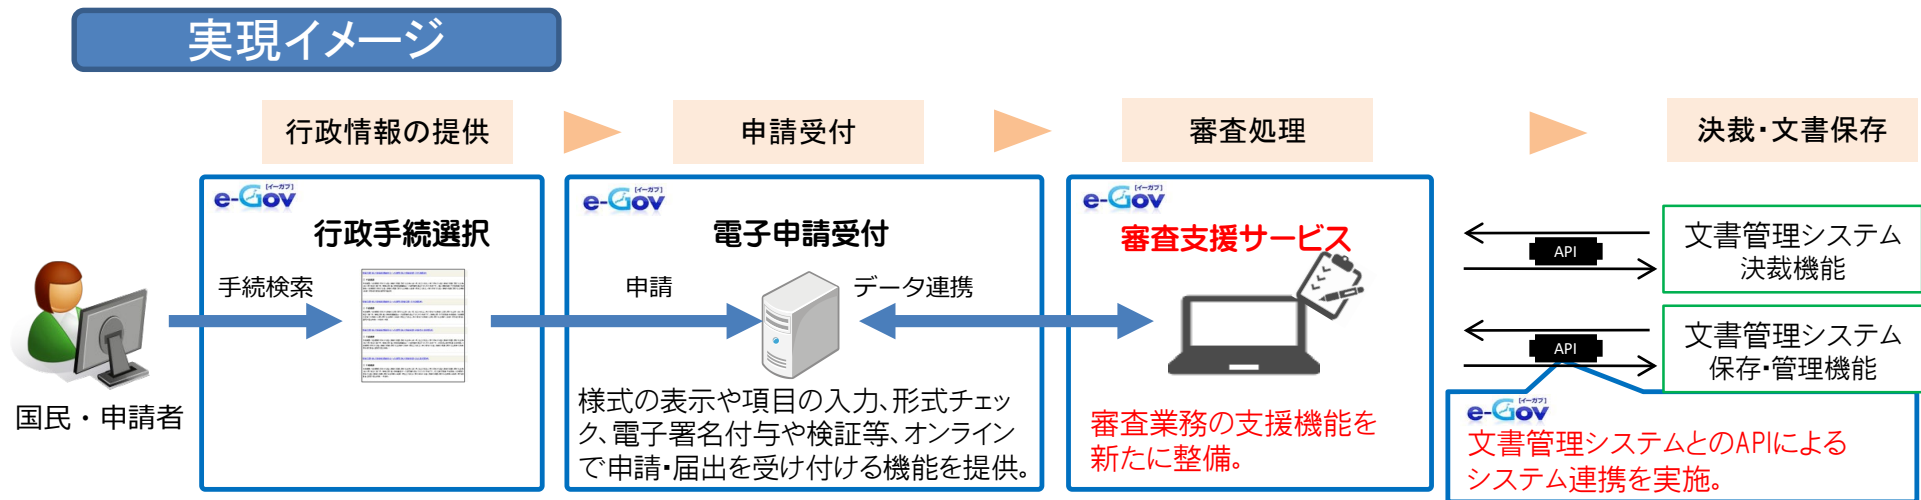 実現イメージ
行政情報の提供
申請受付
審査処理
決裁・文書保存
e-Gov [イーガブ]
行政手続選択
手続検索
国民・申請者
e-Gov [イーガブ]
電子申請受付
申請
データ連携
様式の表示や項目の入力、形式チェッ
ク、電子署名付与や検証等、オンライン
で申請・届出を受け付ける機能を提供。
e-Gov [イーガブ]
審査支援サービス
審査業務の支援機能を
新たに整備。
API
文書管理システム
決裁機能
API
文書管理システム
保存・管理機能
e-Gov [イーガブ]
文書管理システムとのAPIによる
システム連携を実施。